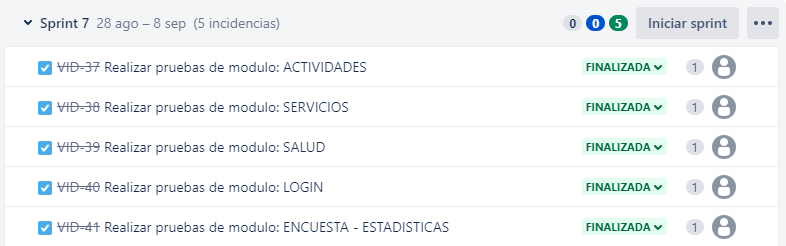 Sprint 7 28 ago – 8 sep (5 incidencias) 0 0 5 Iniciar sprint
VID-37 Realizar pruebas de modulo: ACTIVIDADES FINALIZADA 1
VID-38 Realizar pruebas de modulo: SERVICIOS FINALIZADA 1
VID-39 Realizar pruebas de modulo: SALUD FINALIZADA 1
VID-40 Realizar pruebas de modulo: LOGIN FINALIZADA 1
VID-41 Realizar pruebas de modulo: ENCUESTA - ESTADISTICAS FINALIZADA 1